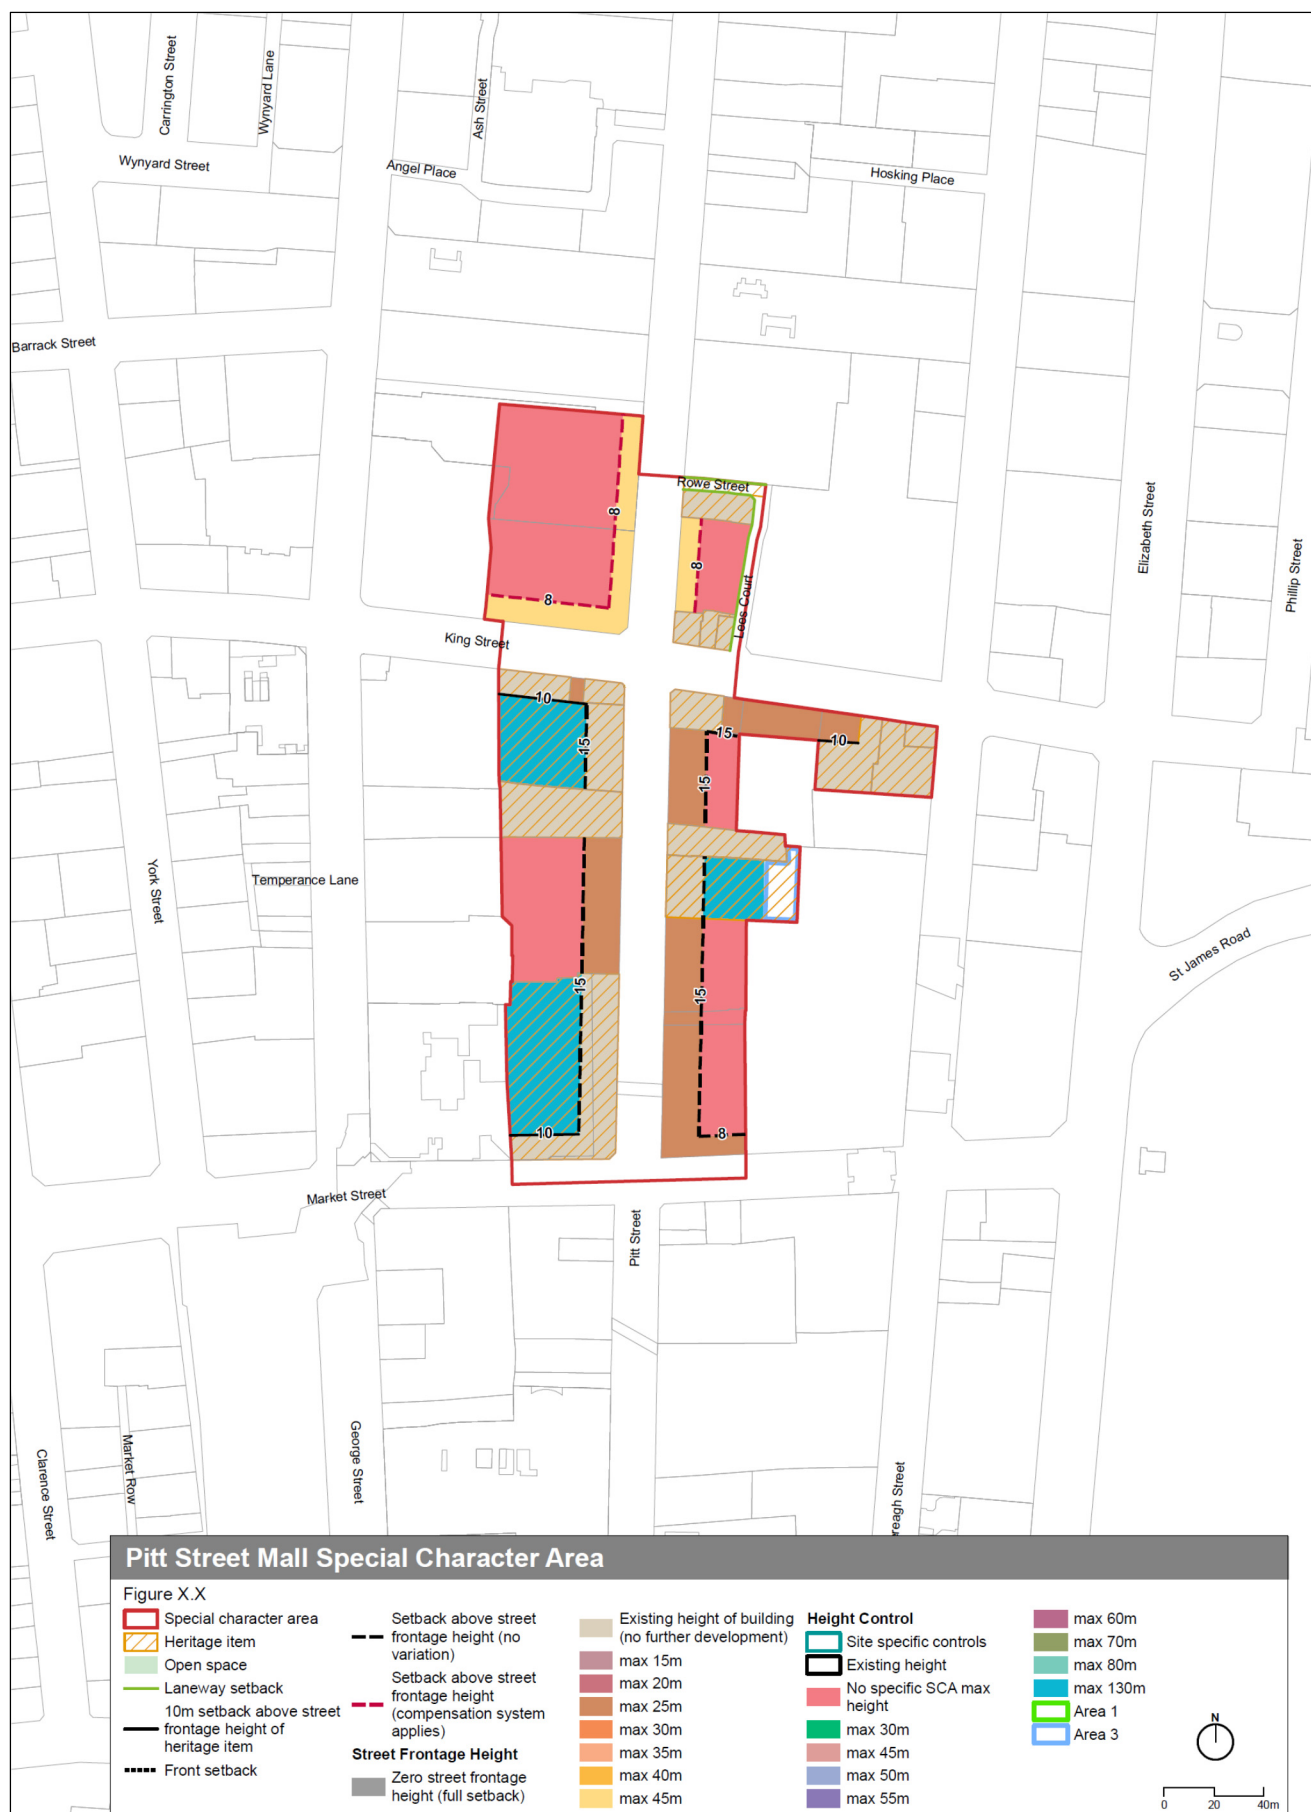 Carrington Street
Wynyard Lane
Ash Street
Wynyard Street
Angel Place
Hosking Place
Barrack Street
Rowe Street
8
8
8
Elizabeth Street
Phillip Street
Lees Court
King Street
10
15
15
10
15
York Street
Temperance Lane
St James Road
15
15
10
8
Market Street
Pitt Street
Clarence Street
Market Row
George Street
reagh Street
Pitt Street Mall Special Character Area
Figure X.X
Special character area
Heritage item
Open space
Laneway setback
10m setback above street
frontage height of
heritage item
Front setback
Setback above street
frontage height (no
variation)
Setback above street
frontage height
(compensation system
applies)
Street Frontage Height
Zero street frontage
height (full setback)
Existing height of building
(no further development)
max 15m
max 20m
max 25m
max 30m
max 35m
max 40m
max 45m
Height Control
Site specific controls
Existing height
No specific SCA max
height
max 30m
max 45m
max 50m
max 55m
max 60m
max 70m
max 80m
max 130m
Area 1
Area 3
N
0 20 40m